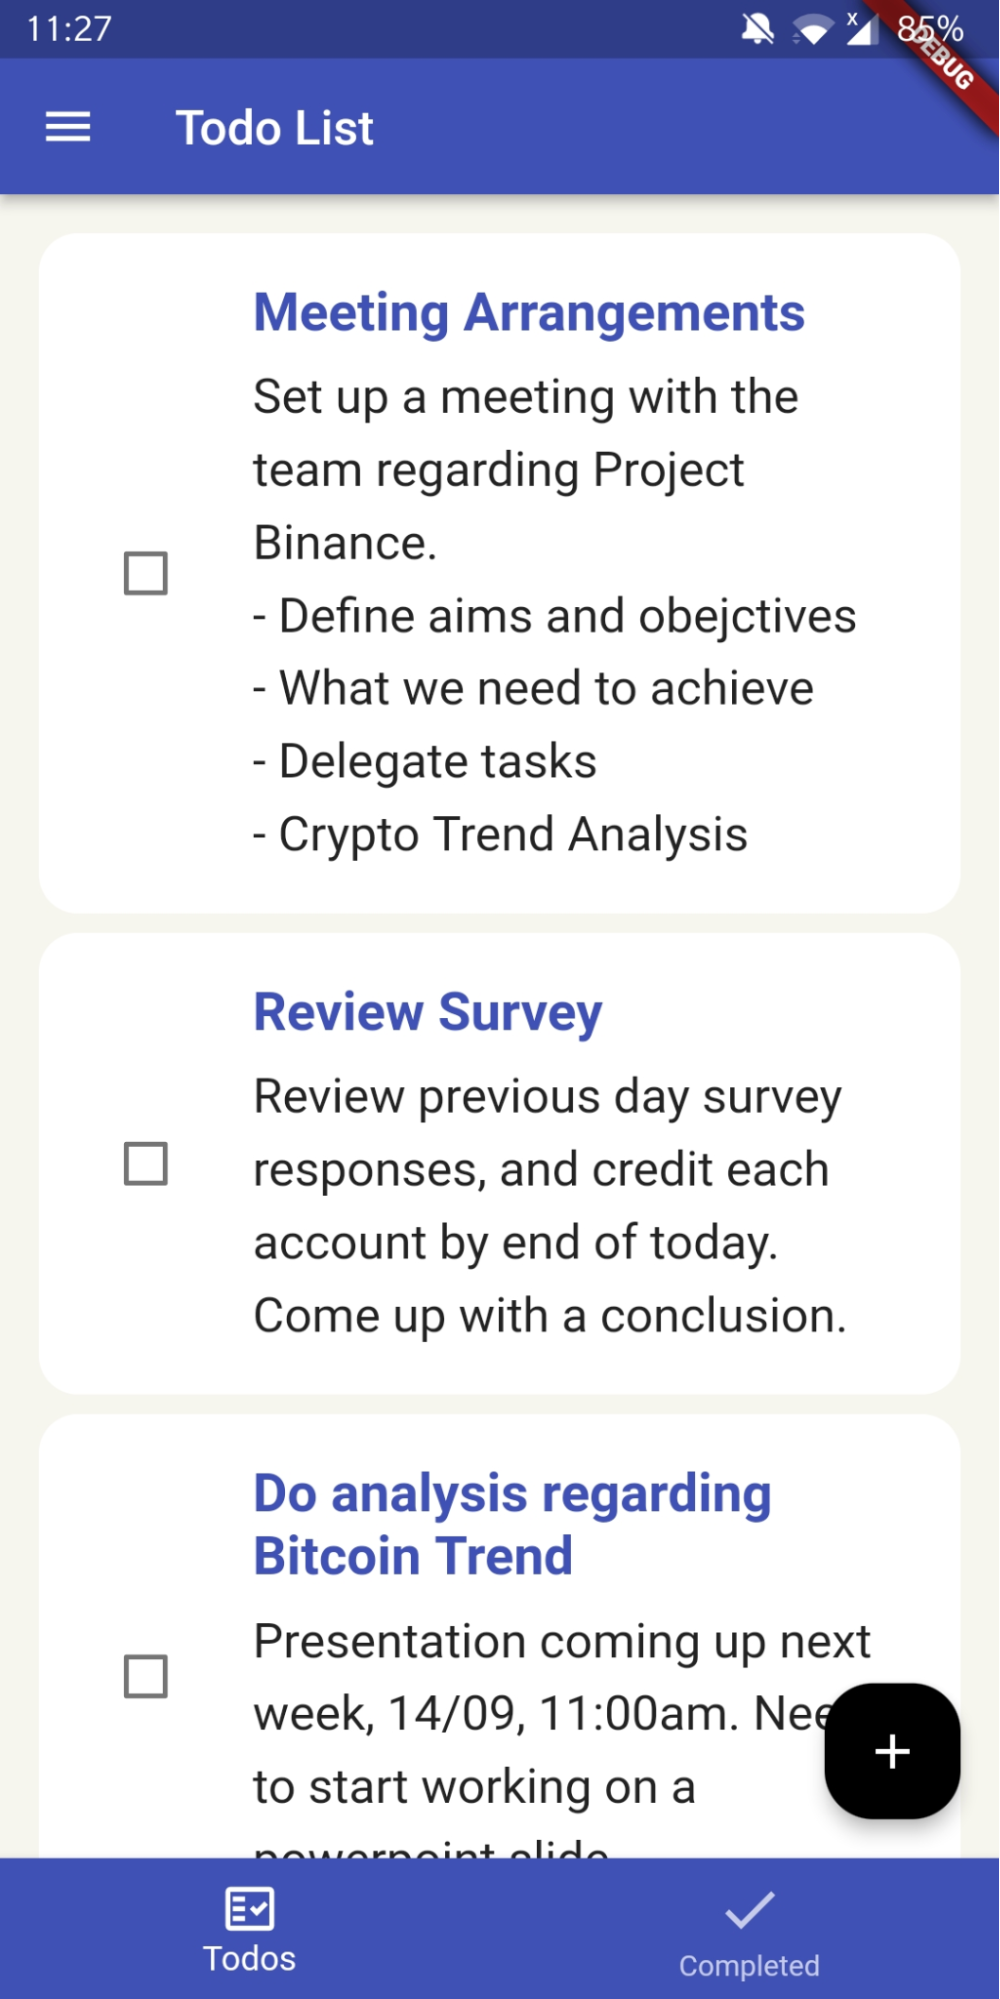 11:27
x
85%
DEBUG
Todo List
Meeting Arrangements
Set up a meeting with the
team regarding Project
Binance.
- Define aims and obejctives
- What we need to achieve
- Delegate tasks
- Crypto Trend Analysis
Review Survey
Review previous day survey
responses, and credit each
account by end of today.
Come up with a conclusion.
Do analysis regarding
Bitcoin Trend
Presentation coming up next
week, 14/09, 11:00am. Nee
to start working on a
powerpoint slide
+
Todos
Completed